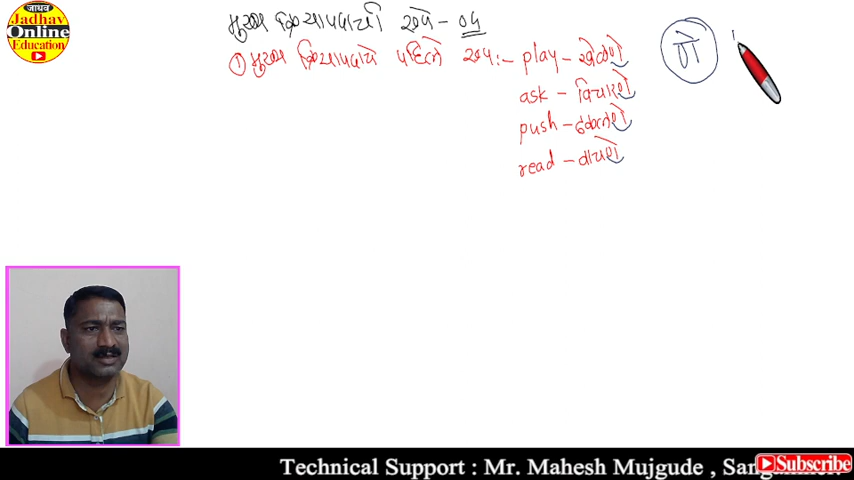 जाधव
Jadhav
Online
Education
मुख्य क्रियापदाची रूपे - ०५
① मुख्य क्रियापदाचे पहिले रूप :- play - खेळणे
ask - विचारणे
push - ढकलणे
read - वाचणे
णे
Technical Support : Mr. Mahesh Mujgude ,
Subscribe